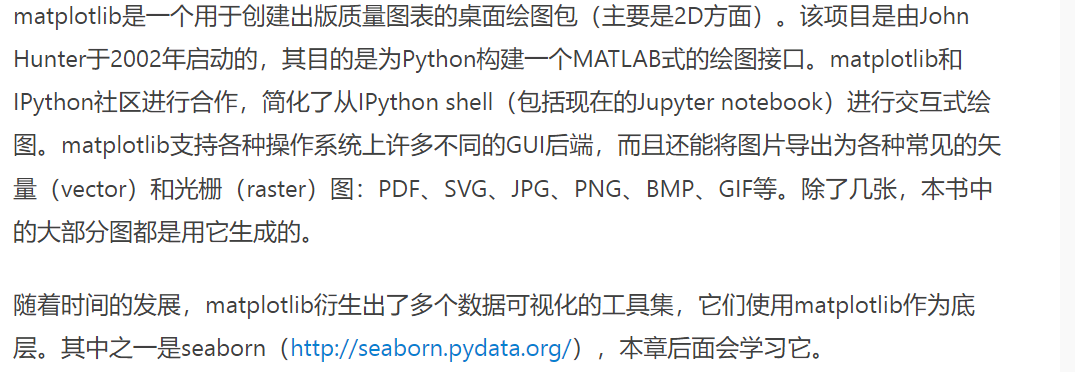 matplotlib是一个用于创建出版质量图表的桌面绘图包（主要是2D方面）。该项目是由John
Hunter于2002年启动的，其目的是为Python构建一个MATLAB式的绘图接口。matplotlib和
IPython社区进行合作，简化了从IPython shell（包括现在的Jupyter notebook）进行交互式绘
图。matplotlib支持各种操作系统上许多不同的GUI后端，而且还能将图片导出为各种常见的矢
量（vector）和光栅（raster）图：PDF、SVG、JPG、PNG、BMP、GIF等。除了几张，本书中
的大部分图都是用它生成的。
随着时间的发展，matplotlib衍生出了多个数据可视化的工具集，它们使用matplotlib作为底
层。其中之一是seaborn（http://seaborn.pydata.org/），本章后面会学习它。